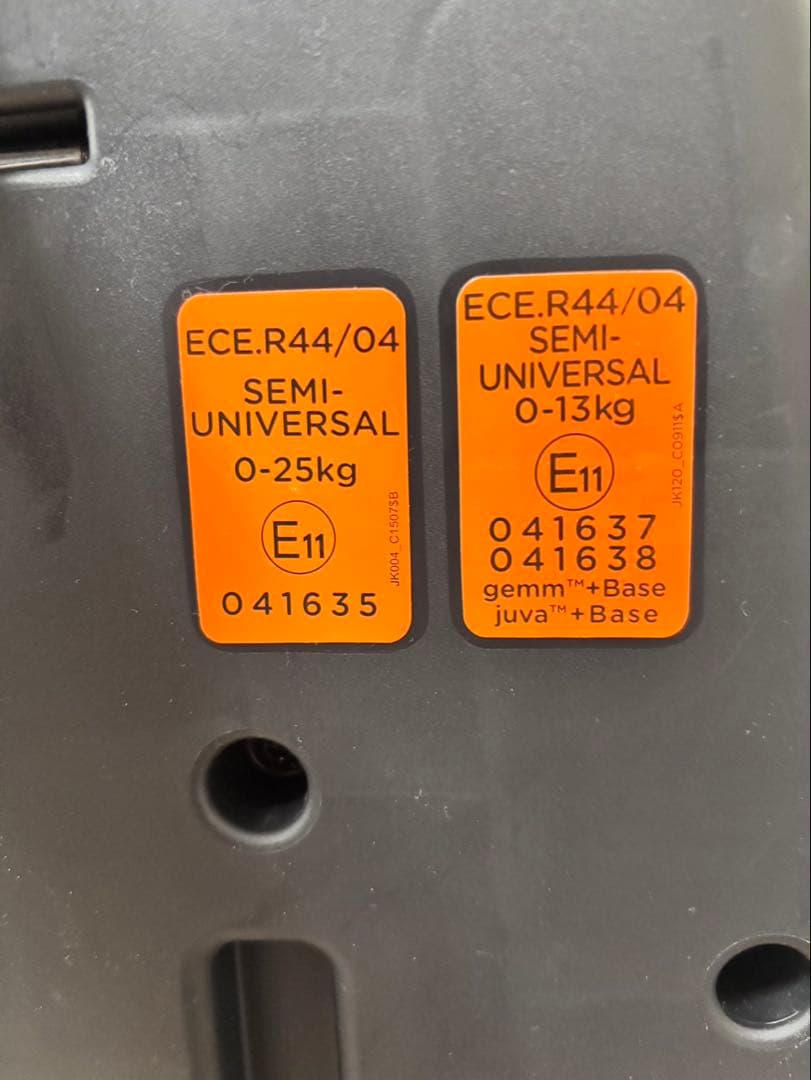 ECE.R44/04
SEMI-
UNIVERSAL
0-25kg
E11
041635
JK004_C1507$B
ECE.R44/04
SEMI-
UNIVERSAL
0-13kg
E11
041637
041638
gemm™+Base
juva™+Base
JK120_C0911$A